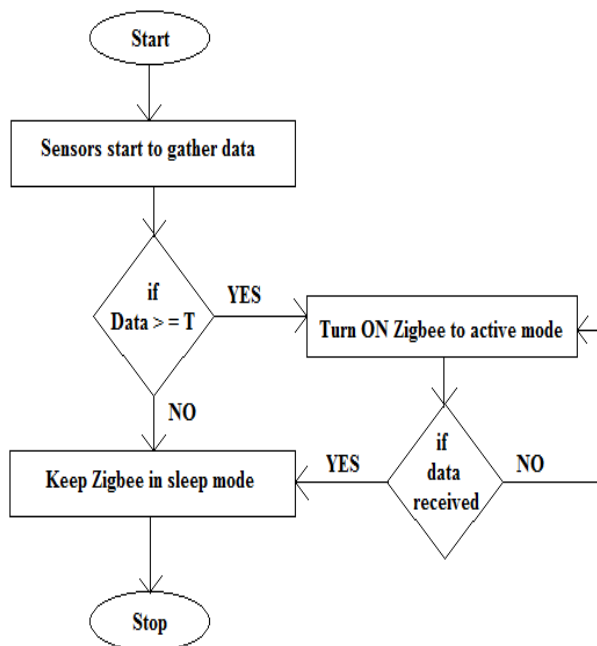 Start
Sensors start to gather data
if
Data > = T
YES
Turn ON Zigbee to active mode
NO
if
data
received
YES
NO
Keep Zigbee in sleep mode
Stop